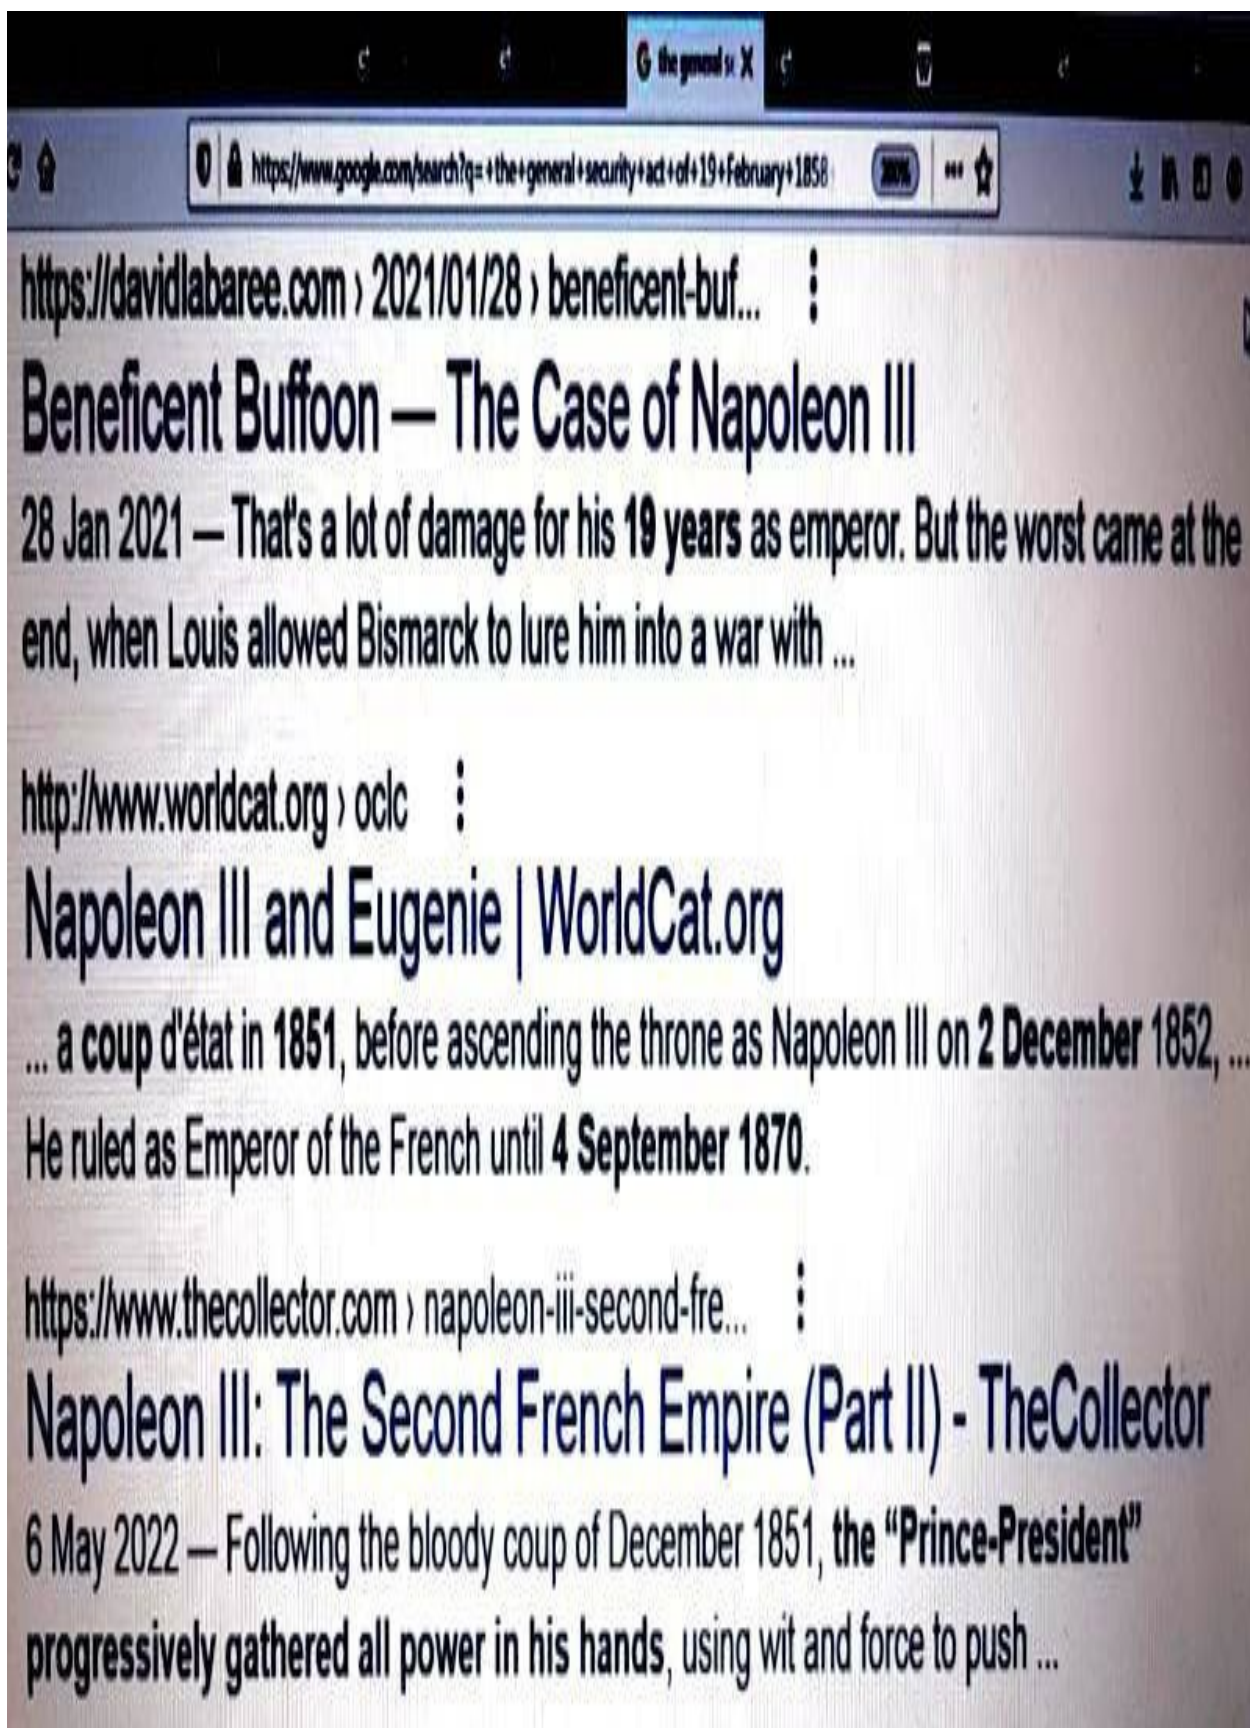 the general se
https://www.google.com/search?q=+the+general+security+act+of+19+February+1858
200%
https://davidlabaree.com › 2021/01/28 › beneficent-buf...
Beneficent Buffoon — The Case of Napoleon III
28 Jan 2021 — That's a lot of damage for his 19 years as emperor. But the worst came at the
end, when Louis allowed Bismarck to lure him into a war with ...
http://www.worldcat.org › oclc
Napoleon III and Eugenie | WorldCat.org
... a coup d'état in 1851, before ascending the throne as Napoleon III on 2 December 1852, ...
He ruled as Emperor of the French until 4 September 1870.
https://www.thecollector.com › napoleon-iii-second-fre...
Napoleon III: The Second French Empire (Part II) - TheCollector
6 May 2022 — Following the bloody coup of December 1851, the “Prince-President”
progressively gathered all power in his hands, using wit and force to push ...